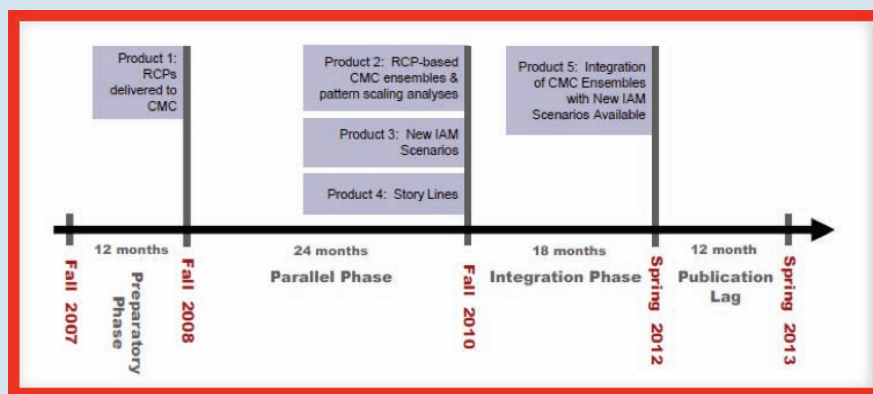 Product 1:
RCPs
delivered to
CMC
Product 2: RCP-based
CMC ensembles &
pattern scaling analyses
Product 3: New IAM
Scenarios
Product 4: Story Lines
Product 5: Integration
of CMC Ensembles
with New IAM
Scenarios Available
12 months
24 months
18 months
12 month
Preparatory
Phase
Parallel Phase
Integration Phase
Publication
Lag
Fall 2007
Fall 2008
Fall 2010
Spring 2012
Spring 2013